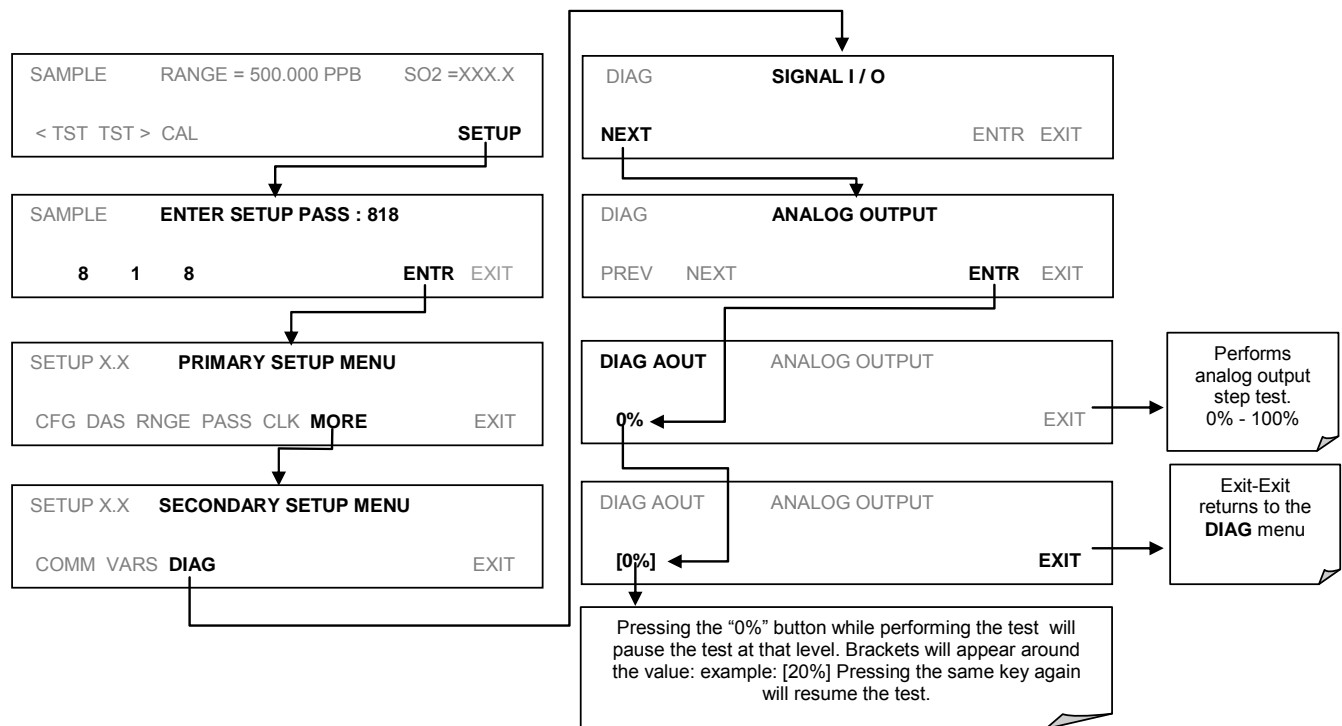 SAMPLE RANGE = 500.000 PPB SO2 =XXX.X
< TST TST > CAL SETUP
SAMPLE ENTER SETUP PASS : 818
8 1 8 ENTR EXIT
SETUP X.X PRIMARY SETUP MENU
CFG DAS RNGE PASS CLK MORE EXIT
SETUP X.X SECONDARY SETUP MENU
COMM VARS DIAG EXIT
DIAG SIGNAL I / O
NEXT ENTR EXIT
DIAG ANALOG OUTPUT
PREV NEXT ENTR EXIT
DIAG AOUT ANALOG OUTPUT
0% EXIT
Performs
analog output
step test.
0% - 100%
DIAG AOUT ANALOG OUTPUT
[0%] EXIT
Exit-Exit
returns to the
DIAG menu
Pressing the “0%” button while performing the test will
pause the test at that level. Brackets will appear around
the value: example: [20%] Pressing the same key again
will resume the test.